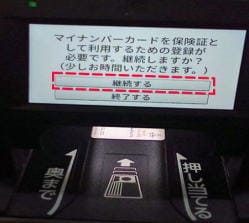 マイナンバーカードを保険証と
して利用するための登録が
必要です。継続しますか？
（少しお時間いただきます。）
継続する
終了する
奥まで
押し当てる